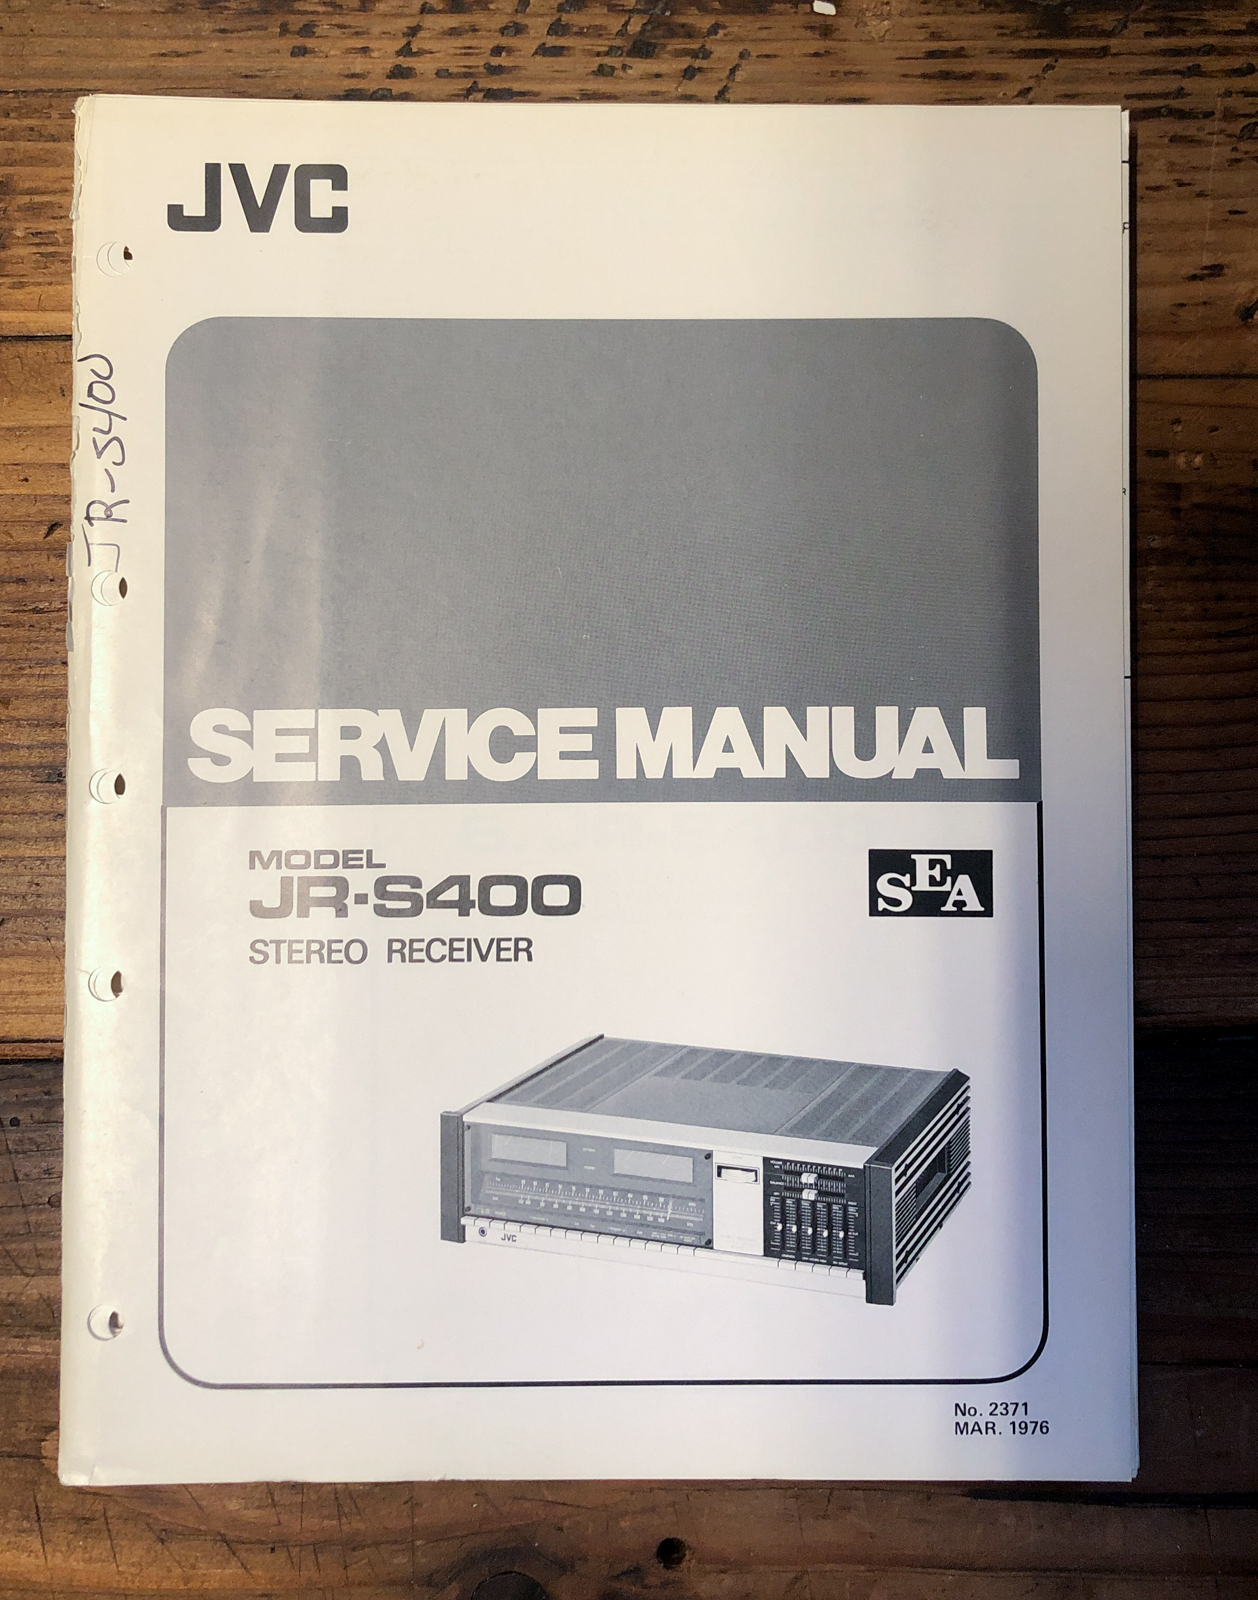 JVC
JR-S400
SERVICE MANUAL
MODEL
JR-S400
SEA
STEREO RECEIVER
JVC
No. 2371
MAR. 1976